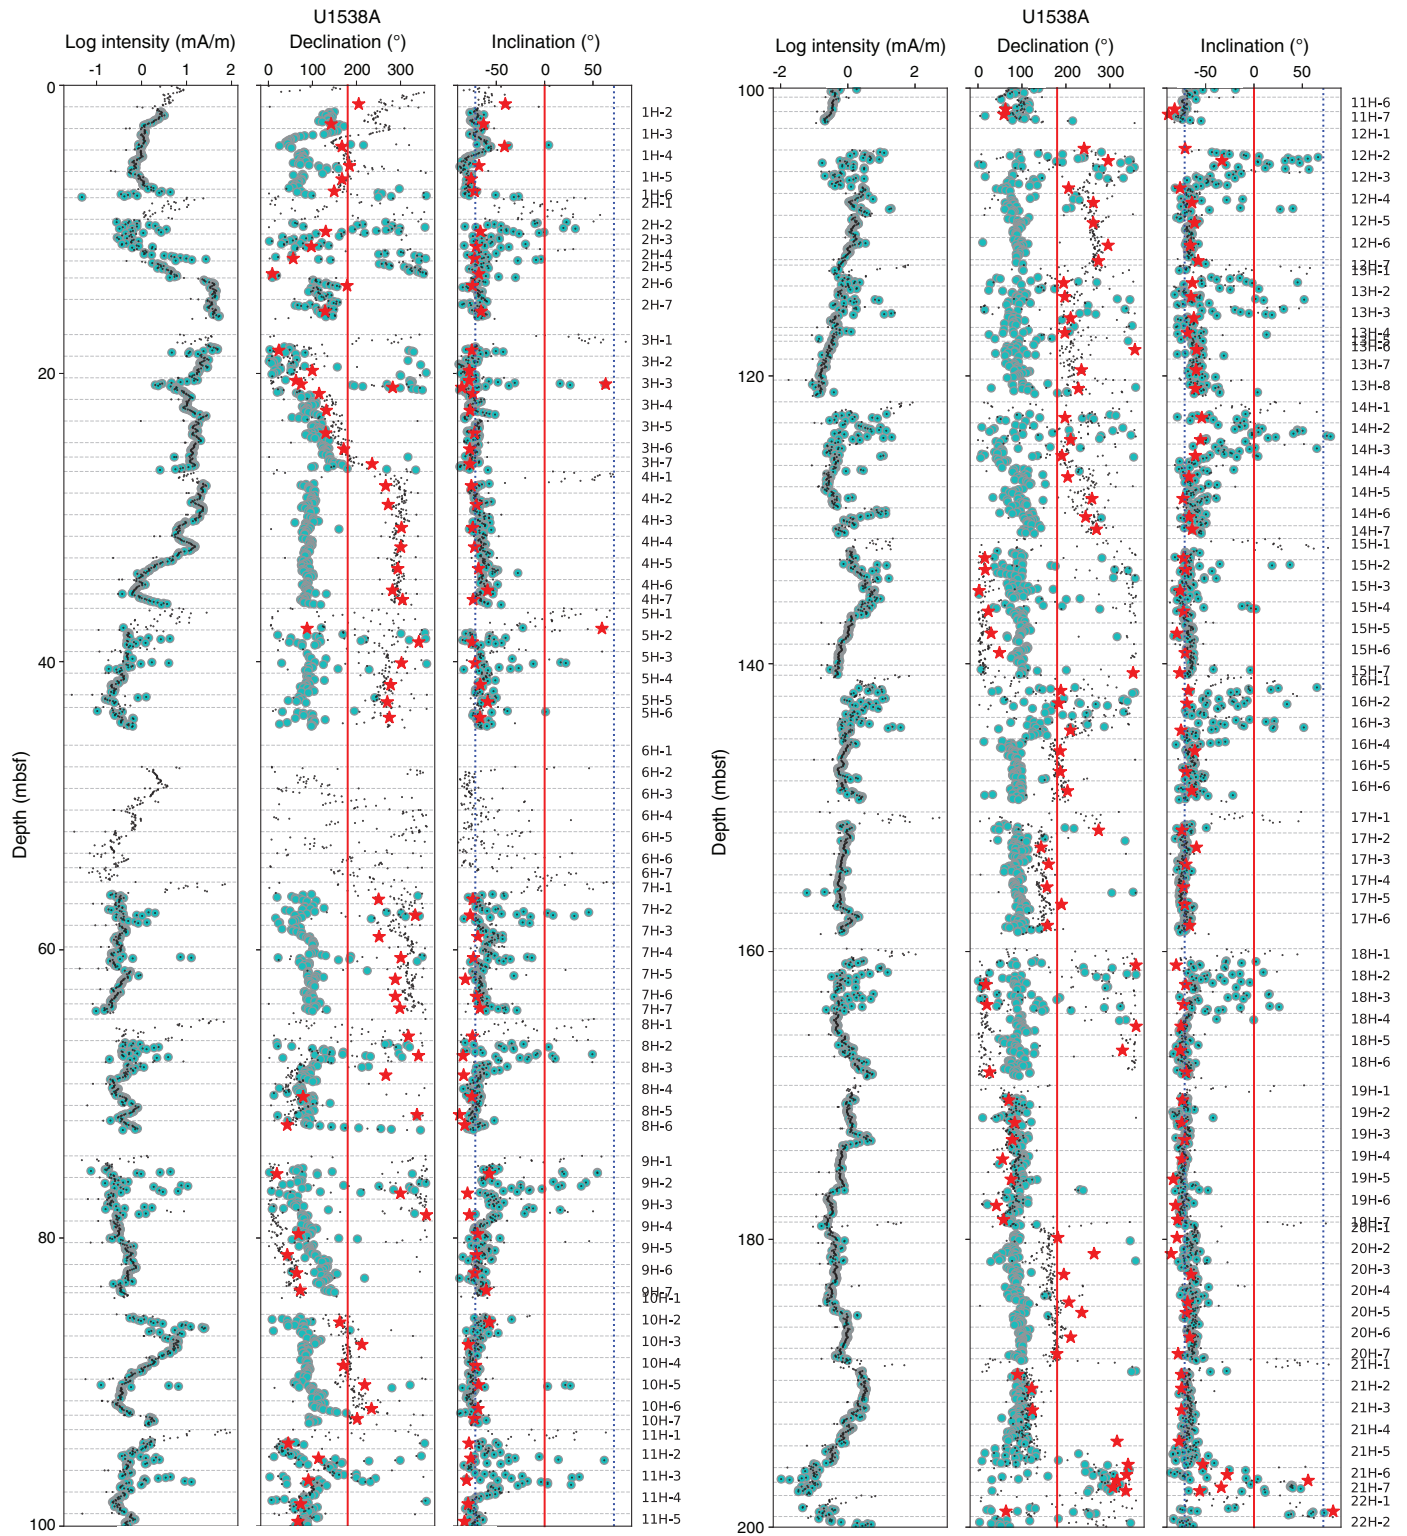 U1538A
Log intensity (mA/m)
Declination (°)
Inclination (°)
-1 0 1 2
0 100 200 300
-50 0 50
0
20
40
60
80
100
Depth (mbsf)
1H-2
1H-3
1H-4
1H-5
1H-6
2H-1
2H-2
2H-3
2H-4
2H-5
2H-6
2H-7
3H-1
3H-2
3H-3
3H-4
3H-5
3H-6
3H-7
4H-1
4H-2
4H-3
4H-4
4H-5
4H-6
4H-7
5H-1
5H-2
5H-3
5H-4
5H-5
5H-6
6H-1
6H-2
6H-3
6H-4
6H-5
6H-6
6H-7
7H-1
7H-2
7H-3
7H-4
7H-5
7H-6
7H-7
8H-1
8H-2
8H-3
8H-4
8H-5
8H-6
9H-1
9H-2
9H-3
9H-4
9H-5
9H-6
9H-7
10H-1
10H-2
10H-3
10H-4
10H-5
10H-6
10H-7
11H-1
11H-2
11H-3
11H-4
11H-5
U1538A
Log intensity (mA/m)
Declination (°)
Inclination (°)
-2 0 2
0 100 200 300
-50 0 50
100
120
140
160
180
200
Depth (mbsf)
11H-6
11H-7
12H-1
12H-2
12H-3
12H-4
12H-5
12H-6
12H-7
13H-1
13H-2
13H-3
13H-4
13H-5
13H-6
13H-7
13H-8
14H-1
14H-2
14H-3
14H-4
14H-5
14H-6
14H-7
15H-1
15H-2
15H-3
15H-4
15H-5
15H-6
15H-7
16H-1
16H-2
16H-3
16H-4
16H-5
16H-6
17H-1
17H-2
17H-3
17H-4
17H-5
17H-6
18H-1
18H-2
18H-3
18H-4
18H-5
18H-6
19H-1
19H-2
19H-3
19H-4
19H-5
19H-6
19H-7
20H-1
20H-2
20H-3
20H-4
20H-5
20H-6
20H-7
21H-1
21H-2
21H-3
21H-4
21H-5
21H-6
21H-7
22H-1
22H-2